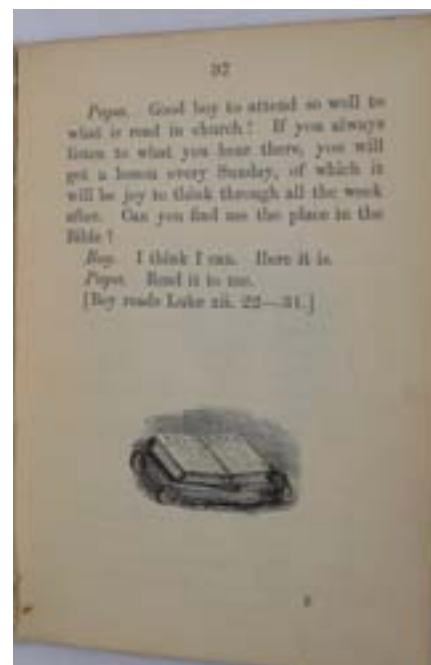 37
Papa. Good boy to attend so well to
what is read in church! If you always
listen to what you hear there, you will
get a lesson every Sunday, of which it
will be joy to think through all the week
after. Can you find me the place in the
Bible?
Boy. I think I can. Here it is.
Papa. Read it to me.
[Boy reads Luke xii. 22—31.]